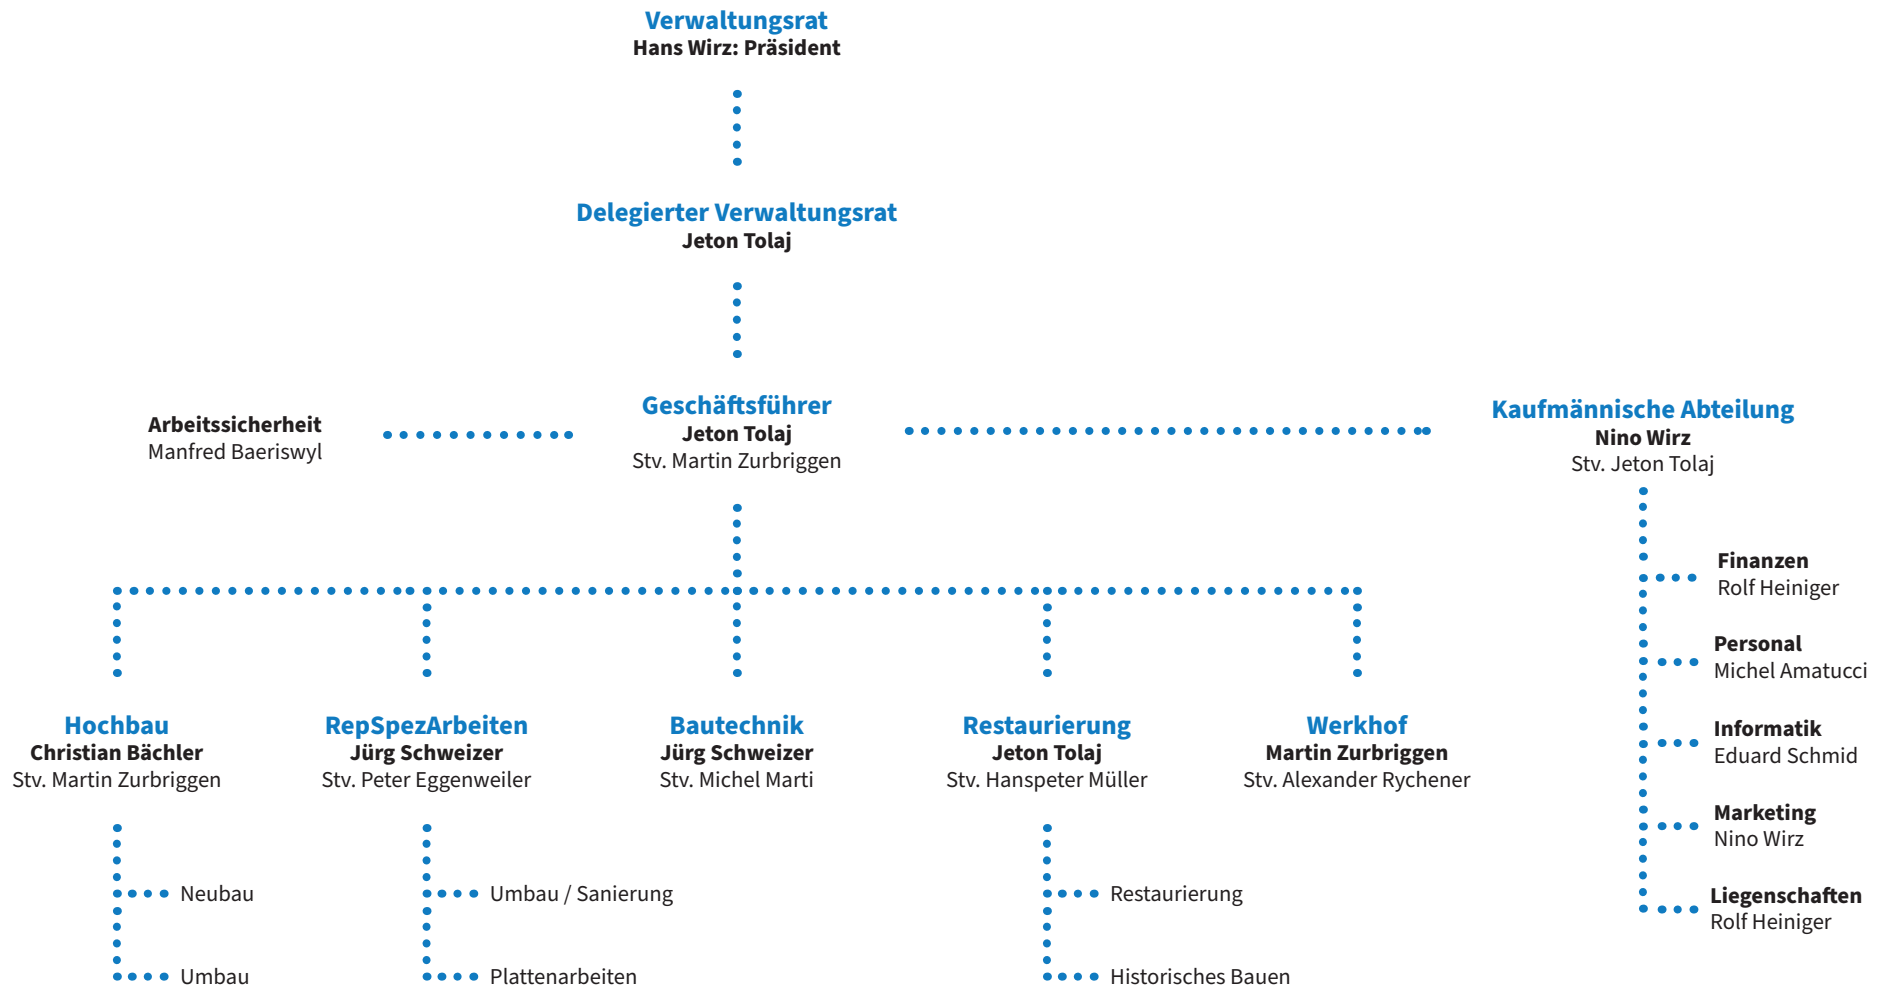 Verwaltungsrat
Hans Wirz: Präsident
Delegierter Verwaltungsrat
Jeton Tolaj
Arbeitssicherheit
Manfred Baeriswyl
Geschäftsführer
Jeton Tolaj
Stv. Martin Zurbriggen
Kaufmännische Abteilung
Nino Wirz
Stv. Jeton Tolaj
Finanzen
Rolf Heiniger
Personal
Michel Amatucci
Informatik
Eduard Schmid
Marketing
Nino Wirz
Liegenschaften
Rolf Heiniger
Hochbau
Christian Bächler
Stv. Martin Zurbriggen
Neubau
Umbau
RepSpezArbeiten
Jürg Schweizer
Stv. Peter Eggenweiler
Umbau / Sanierung
Plattenarbeiten
Bautechnik
Jürg Schweizer
Stv. Michel Marti
Restaurierung
Jeton Tolaj
Stv. Hanspeter Müller
Restaurierung
Historisches Bauen
Werkhof
Martin Zurbriggen
Stv. Alexander Rychener